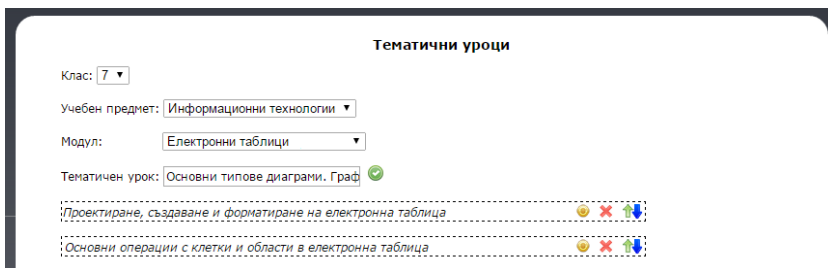 Тематични уроци
Клас: 7
Учебен предмет: Информационни технологии
Модул: Електронни таблици
Тематичен урок: Основни типове диаграми. Граф
Проектиране, създаване и форматиране на електронна таблица
Основни операции с клетки и области в електронна таблица